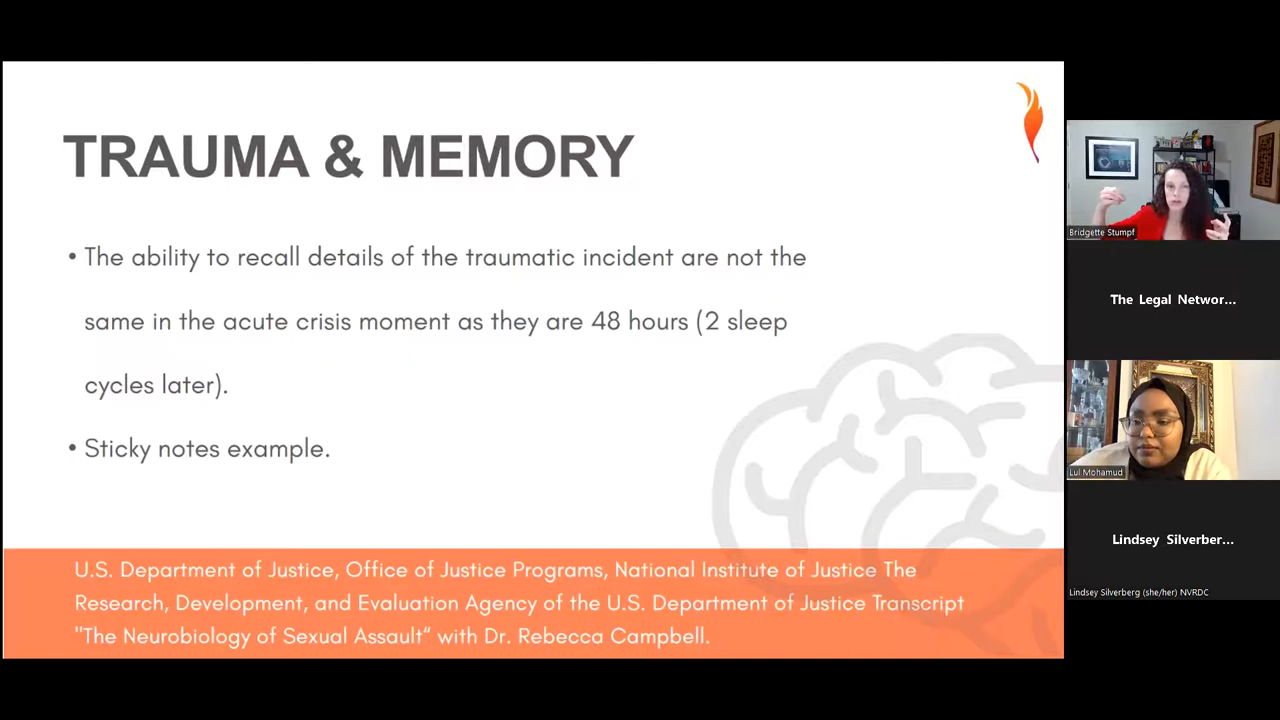 TRAUMA & MEMORY
• The ability to recall details of the traumatic incident are not the
same in the acute crisis moment as they are 48 hours (2 sleep
cycles later).
• Sticky notes example.
U.S. Department of Justice, Office of Justice Programs, National Institute of Justice The
Research, Development, and Evaluation Agency of the U.S. Department of Justice Transcript
"The Neurobiology of Sexual Assault“ with Dr. Rebecca Campbell.
Bridgette Stumpf
The Legal Networ...
Lul Mohamud
Lindsey Silverber...
Lindsey Silverberg (she/her) NVRDC